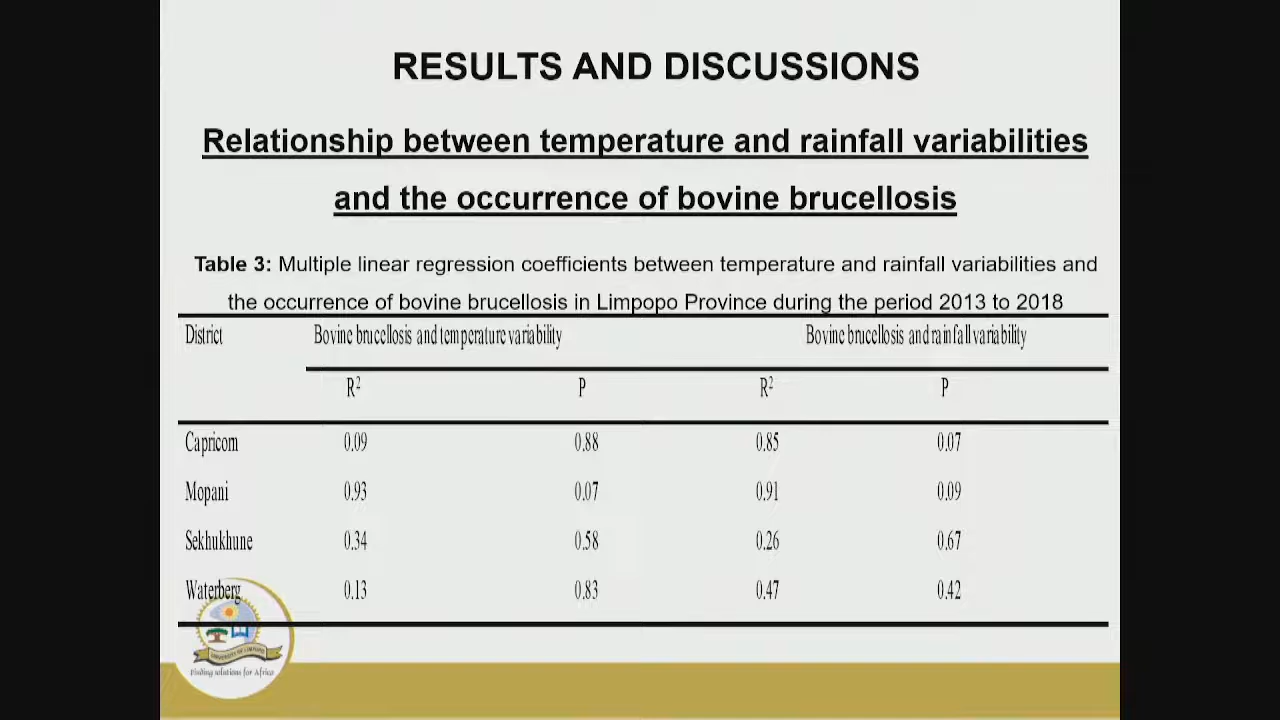 RESULTS AND DISCUSSIONS
Relationship between temperature and rainfall variabilities
and the occurrence of bovine brucellosis
Table 3: Multiple linear regression coefficients between temperature and rainfall variabilities and
the occurrence of bovine brucellosis in Limpopo Province during the period 2013 to 2018
District Bovine brucellosis and temperature variability Bovine brucellosis and rainfall variability
R² P R² P
Capricorn 0.09 0.88 0.85 0.07
Mopani 0.93 0.07 0.91 0.09
Sekhukhune 0.34 0.58 0.26 0.67
Waterberg 0.13 0.83 0.47 0.42
UNIVERSITY OF LIMPOPO
Finding solutions for Africa